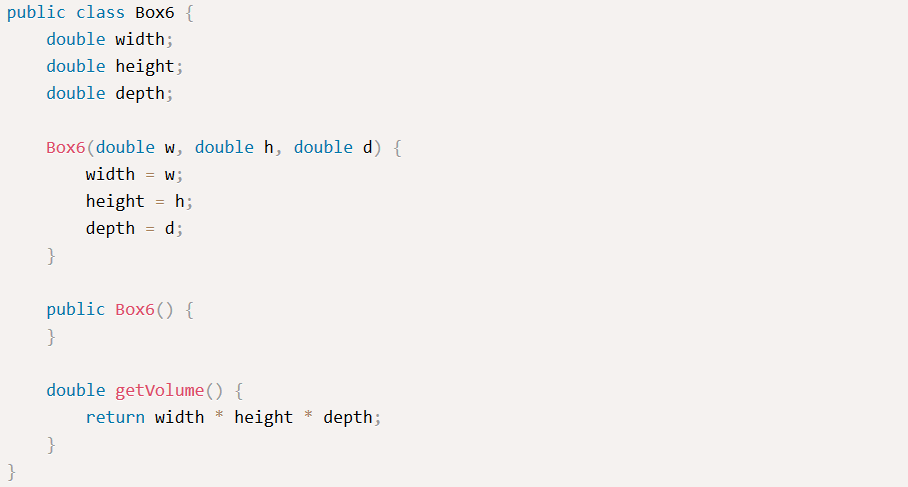 public class Box6 {
    double width;
    double height;
    double depth;

    Box6(double w, double h, double d) {
        width = w;
        height = h;
        depth = d;
    }

    public Box6() {
    }

    double getVolume() {
        return width * height * depth;
    }
}